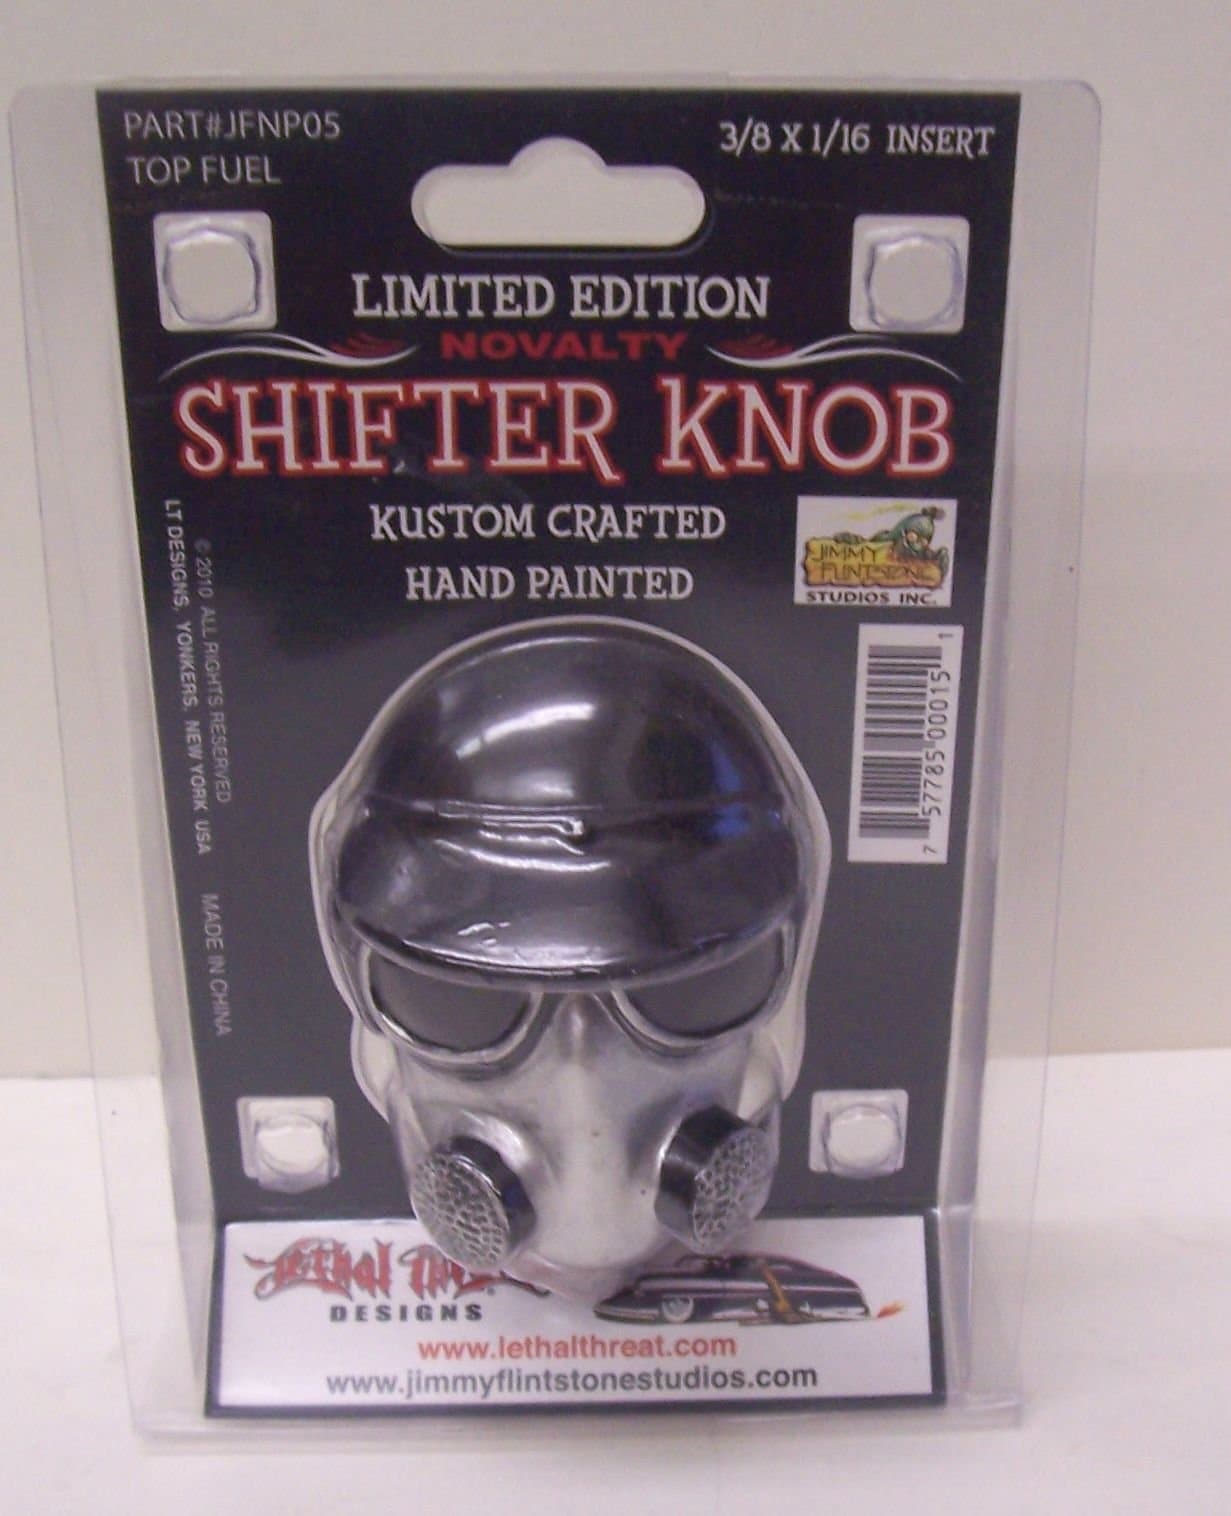 PART#JFNP05
TOP FUEL
3/8 X 1/16 INSERT
LIMITED EDITION
NOVALTY
SHIFTER KNOB
KUSTOM CRAFTED
HAND PAINTED
JIMMY
FLINTSTONE
STUDIOS INC.
© 2010 ALL RIGHTS RESERVED
LT DESIGNS, YONKERS, NEW YORK USA MADE IN CHINA
7 57785 00015 1
Lethal
DESIGNS
www.lethalthreat.com
www.jimmyflintstonestudios.com